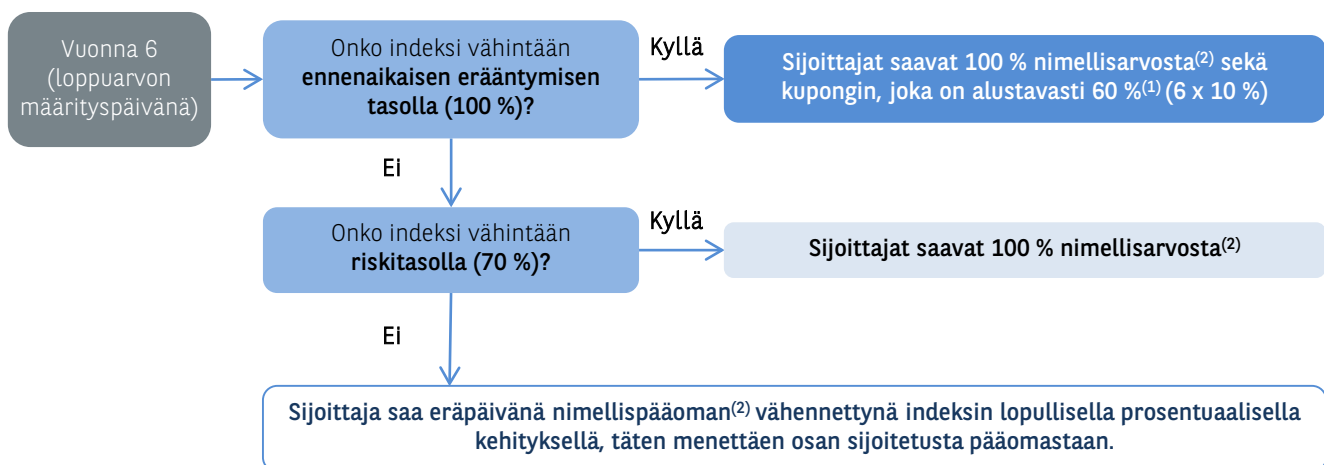 Vuonna 6
(loppuarvon
määrityspäivänä)
Onko indeksi vähintään
ennenaikaisen erääntymisen
tasolla (100 %)?
Kyllä
Sijoittajat saavat 100 % nimellisarvosta(2) sekä
kupongin, joka on alustavasti 60 %(1) (6 x 10 %)
Ei
Onko indeksi vähintään
riskitasolla (70 %)?
Kyllä
Sijoittajat saavat 100 % nimellisarvosta(2)
Ei
Sijoittaja saa eräpäivänä nimellispääoman(2) vähennettynä indeksin lopullisella prosentuaalisella
kehityksellä, täten menettäen osan sijoitetusta pääomastaan.